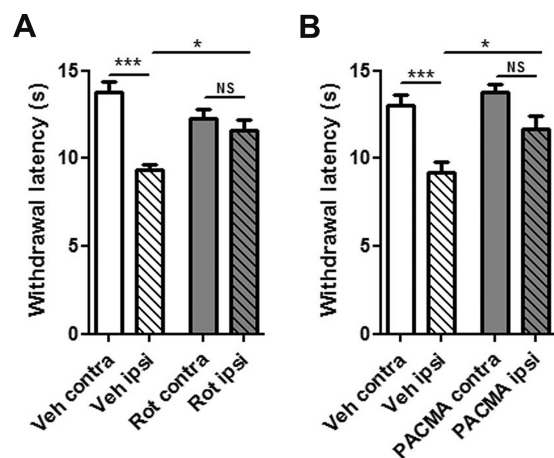 A
Withdrawal latency (s)
15
10
5
0
***
*
NS
Veh contra
Veh ipsi
Rot contra
Rot ipsi
B
Withdrawal latency (s)
15
10
5
0
***
*
NS
Veh contra
Veh ipsi
PACMA contra
PACMA ipsi